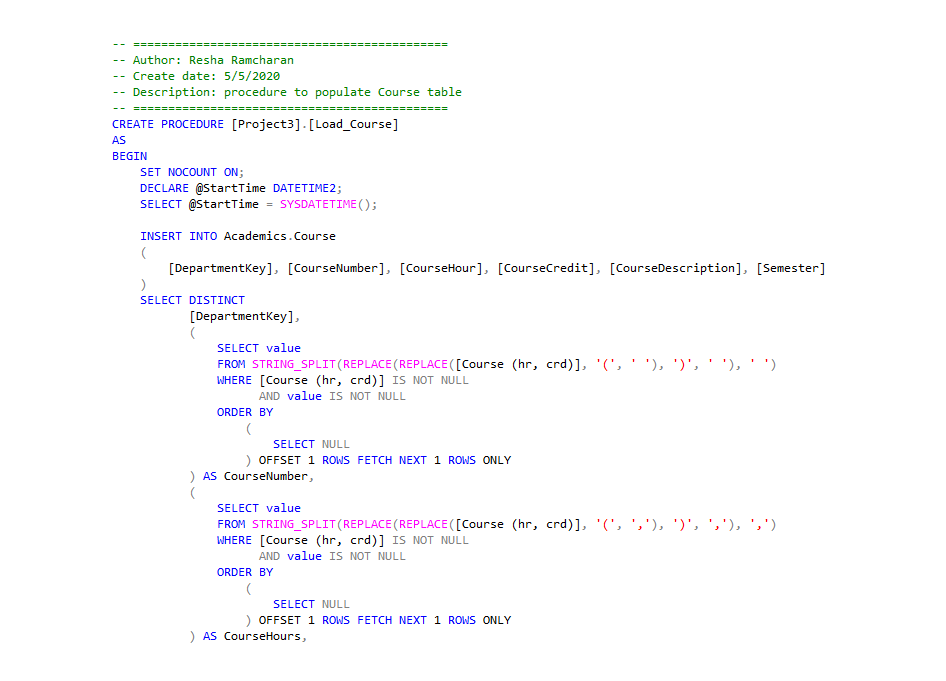 -- =============================================
-- Author: Resha Ramcharan
-- Create date: 5/5/2020
-- Description: procedure to populate Course table
-- =============================================
CREATE PROCEDURE [Project3].[Load_Course]
AS
BEGIN
    SET NOCOUNT ON;
    DECLARE @StartTime DATETIME2;
    SELECT @StartTime = SYSDATETIME();

    INSERT INTO Academics.Course
    (
        [DepartmentKey], [CourseNumber], [CourseHour], [CourseCredit], [CourseDescription], [Semester]
    )
    SELECT DISTINCT
           [DepartmentKey],
           (
               SELECT value
               FROM STRING_SPLIT(REPLACE(REPLACE([Course (hr, crd)], '(', ' '), ')', ' '), ' ')
               WHERE [Course (hr, crd)] IS NOT NULL
                     AND value IS NOT NULL
               ORDER BY
                   (
                       SELECT NULL
                   ) OFFSET 1 ROWS FETCH NEXT 1 ROWS ONLY
           ) AS CourseNumber,
           (
               SELECT value
               FROM STRING_SPLIT(REPLACE(REPLACE([Course (hr, crd)], '(', ','), ')', ','), ',')
               WHERE [Course (hr, crd)] IS NOT NULL
                     AND value IS NOT NULL
               ORDER BY
                   (
                       SELECT NULL
                   ) OFFSET 1 ROWS FETCH NEXT 1 ROWS ONLY
           ) AS CourseHours,